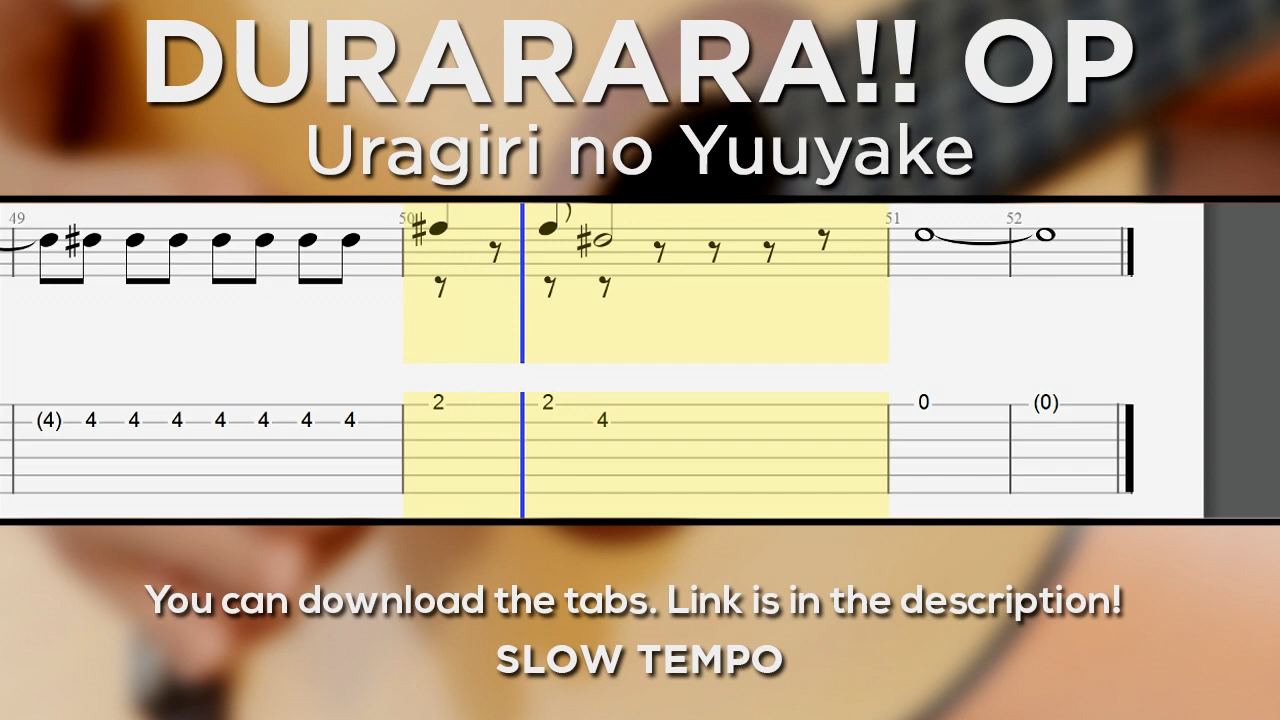 DURARARA!! OP
Uragiri no Yuuyake
49 50 51 52
(4) 4 4 4 4 4 4 4 2 2 4 0 (0)
You can download the tabs. Link is in the description!
SLOW TEMPO